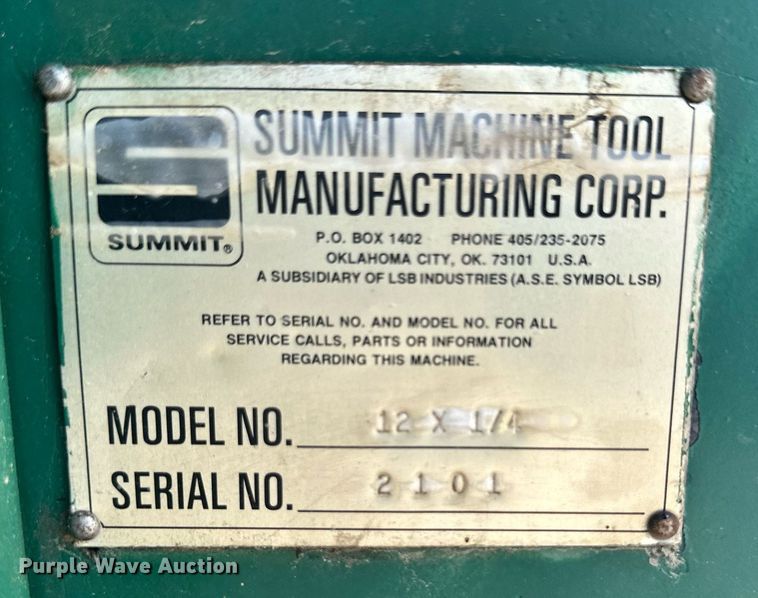 SUMMIT MACHINE TOOL
MANUFACTURING CORP.
SUMMIT®
P.O. BOX 1402 PHONE 405/235-2075
OKLAHOMA CITY, OK. 73101 U.S.A.
A SUBSIDIARY OF LSB INDUSTRIES (A.S.E. SYMBOL LSB)
REFER TO SERIAL NO. AND MODEL NO. FOR ALL
SERVICE CALLS, PARTS OR INFORMATION
REGARDING THIS MACHINE.
MODEL NO. 12 X 1/4
SERIAL NO. 2101
Purple Wave Auction